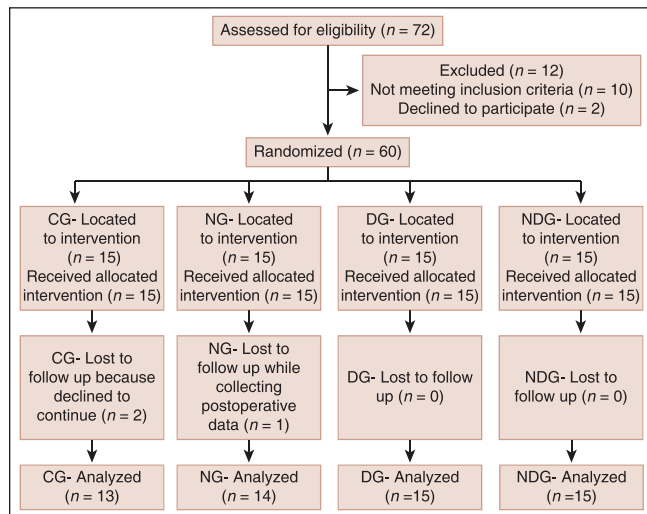 Assessed for eligibility (n = 72)
Excluded (n = 12)
Not meeting inclusion criteria (n = 10)
Declined to participate (n = 2)
Randomized (n = 60)
CG- Located
to intervention
(n = 15)
Received allocated
intervention (n = 15)
NG- Located
to intervention
(n = 15)
Received allocated
intervention (n = 15)
DG- Located
to intervention
(n = 15)
Received allocated
intervention (n = 15)
NDG- Located
to intervention
(n = 15)
Received allocated
intervention (n = 15)
CG- Lost to
follow up because
declined to
continue (n = 2)
NG- Lost to
follow up while
collecting
postoperative
data (n = 1)
DG- Lost to follow
up (n = 0)
NDG- Lost to
follow up (n = 0)
CG- Analyzed
(n = 13)
NG- Analyzed
(n = 14)
DG- Analyzed
(n =15)
NDG- Analyzed
(n =15)